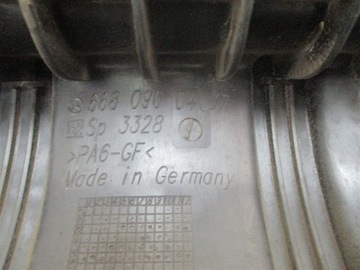 668 090
Sp 3328
>PA6-GF<
Made in Germany